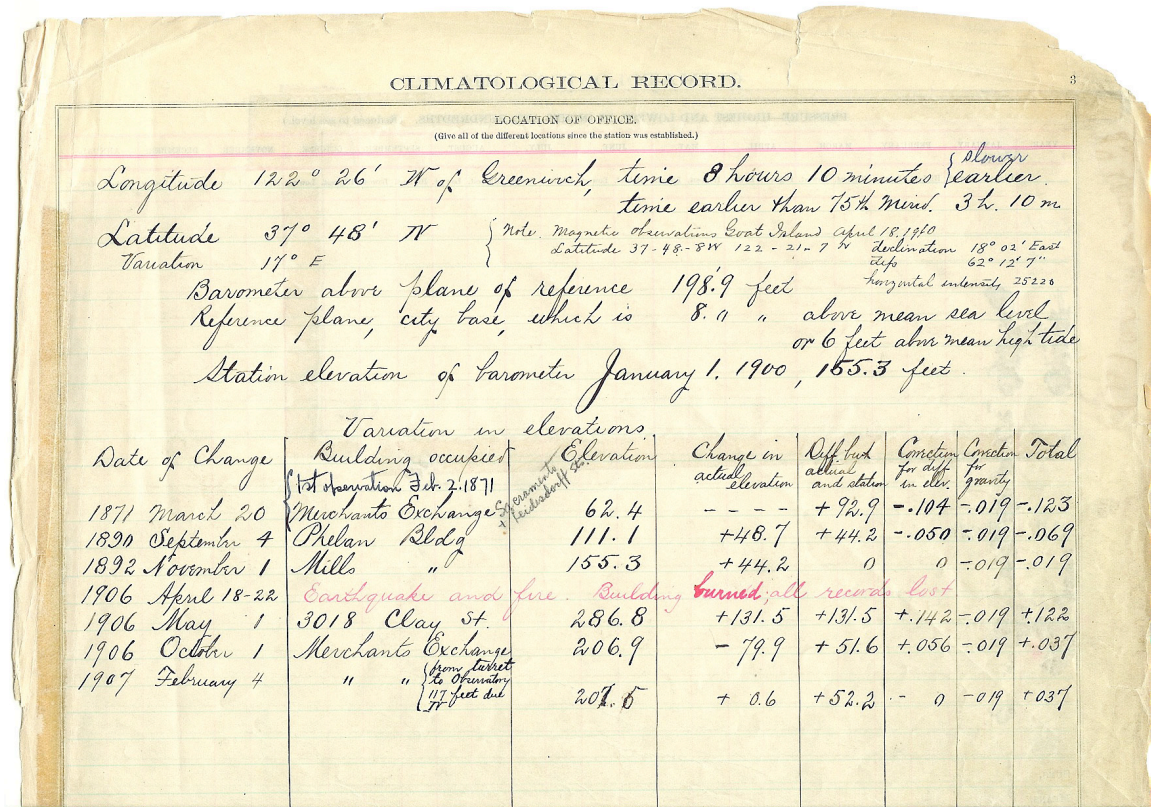 CLIMATOLOGICAL RECORD.
3
LOCATION OF OFFICE.
(Give all of the different locations since the station was established.)
Longitude 122° 26' W of Greenwich, time 8 hours 10 minutes { slower earlier.
time earlier than 75th Merid. 3 h. 10 m
Latitude 37° 48' N
{ Note. Magnetic observations Goat Island April 18, 1900
Latitude 37-48-8 N 122-21-7 W declination 18° 02' East
Variation 17° E
dip 62° 12' 7"
horizontal intensity 25220
Barometer above plane of reference 198.9 feet
Reference plane, city base, which is 8. " " above mean sea level
or 6 feet above mean high tide
Station elevation of barometer January 1, 1900, 155.3 feet.
Variation in elevations
Date of Change Building occupied Elevation Change in actual elevation Diff but actual and station Correction for diff in elev. Correction for gravity Total
{ 1st observation Feb. 2. 1871
+ Sacramento Leidesdorff sts.
1871 March 20 Merchants Exchange 62.4 - - - - +92.9 -.104 -.019 -.123
1890 September 4 Phelan Bldg 111.1 +48.7 +44.2 -.050 -.019 -.069
1892 November 1 Mills " 155.3 +44.2 0 0 -.019 -.019
1906 April 18-22 Earthquake and fire. Building burned; all records lost
1906 May 1 3018 Clay St. 286.8 +131.5 +131.5 +.142 -.019 +.122
1906 October 1 Merchants Exchange 206.9 - 79.9 + 51.6 +.056 -.019 +.037
1907 February 4 " " { from turret
to Observatory
117 feet due
N
207.5 + 0.6 +52.2 - 0 -019 +037